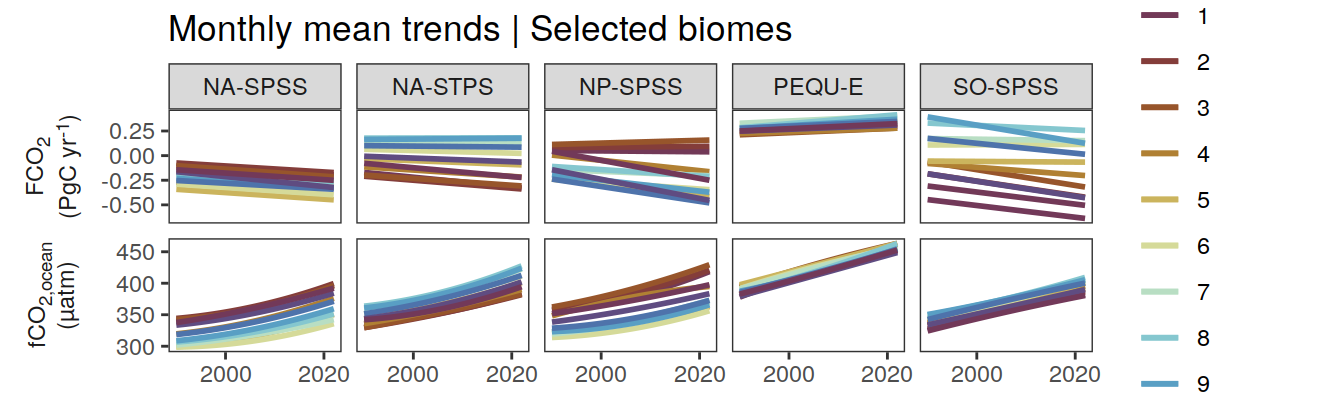 Monthly mean trends | Selected biomes
NA-SPSS NA-STPS NP-SPSS PEQU-E SO-SPSS
FCO₂
(PgC yr⁻¹)
0.25
0.00
-0.25
-0.50
fCO₂,ocean
(µatm)
450
400
350
300
2000 2020 2000 2020 2000 2020 2000 2020 2000 2020
1
2
3
4
5
6
7
8
9